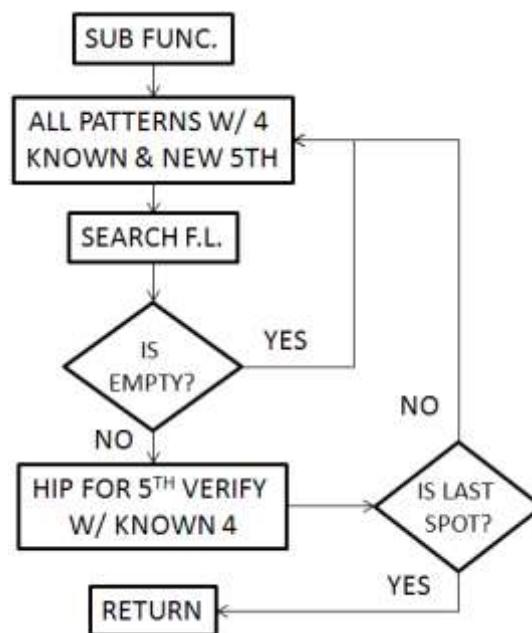 SUB FUNC.
ALL PATTERNS W/ 4
KNOWN & NEW 5TH
SEARCH F.L.
IS
EMPTY?
YES
NO
NO
HIP FOR 5TH VERIFY
W/ KNOWN 4
IS LAST
SPOT?
YES
RETURN